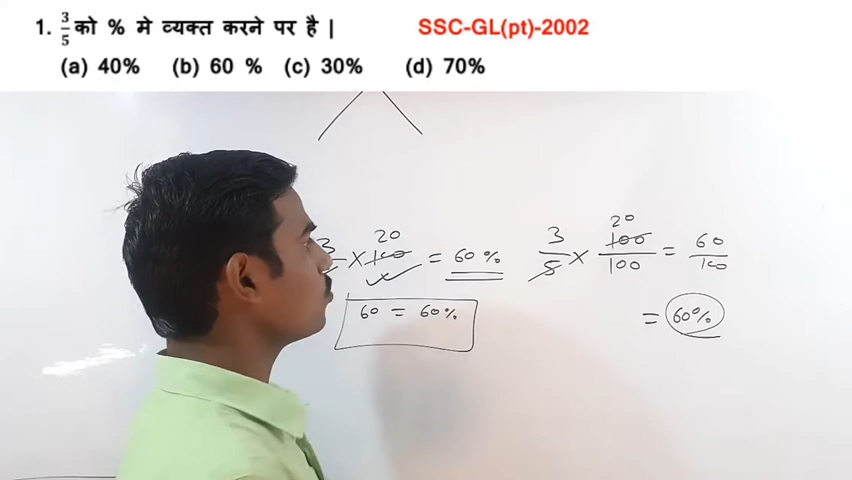 1. 3/5 को % मे व्यक्त करने पर है | SSC-GL(pt)-2002
(a) 40% (b) 60 % (c) 30% (d) 70%
3 × 100 20 = 60 %
60 = 60%
3/5 × 100/100 20 = 60/100
= 60%